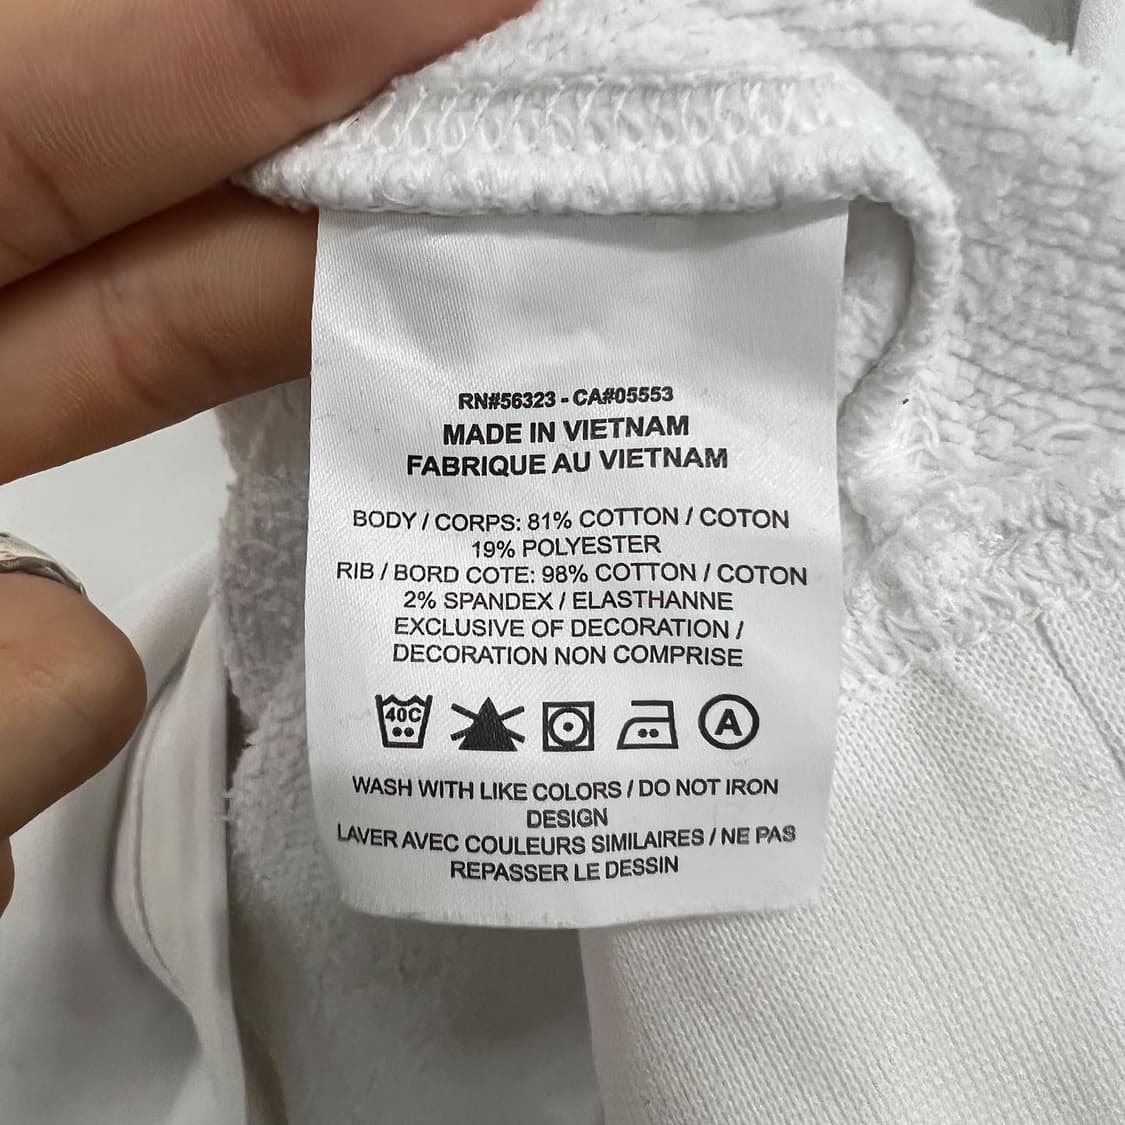 RN#56323 - CA#05553
MADE IN VIETNAM
FABRIQUE AU VIETNAM
BODY / CORPS: 81% COTTON / COTON
19% POLYESTER
RIB / BORD COTE: 98% COTTON / COTON
2% SPANDEX / ELASTHANNE
EXCLUSIVE OF DECORATION /
DECORATION NON COMPRISE
40C A
WASH WITH LIKE COLORS / DO NOT IRON
DESIGN
LAVER AVEC COULEURS SIMILAIRES / NE PAS
REPASSER LE DESSIN